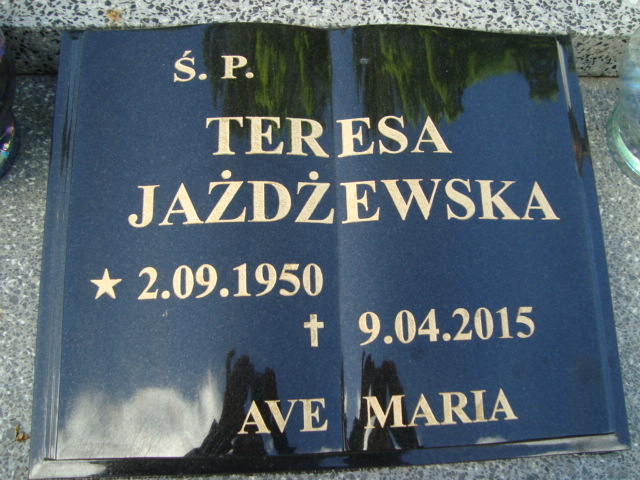 Ś. P.
TERESA
JAŻDŻEWSKA
★ 2.09.1950
✝ 9.04.2015
AVE MARIA